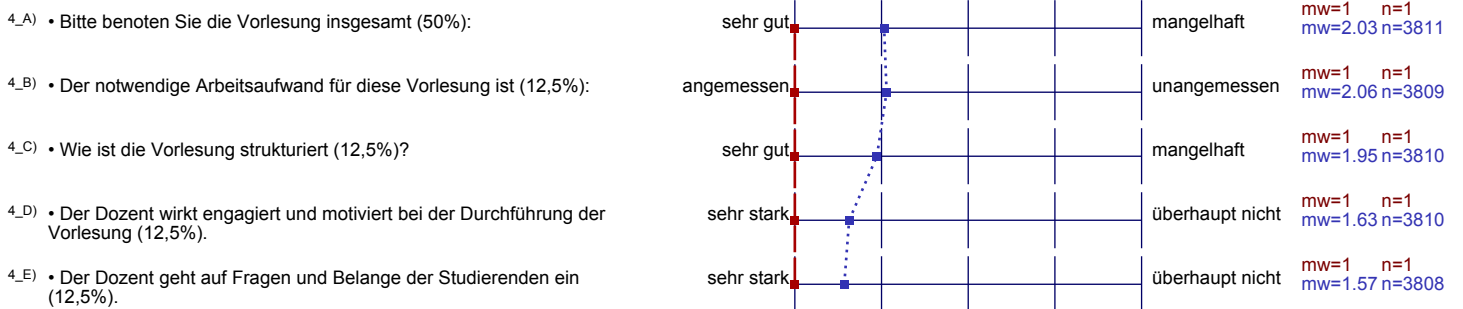 4_A) • Bitte benoten Sie die Vorlesung insgesamt (50%): sehr gut mangelhaft mw=1 n=1
mw=2.03 n=3811
4_B) • Der notwendige Arbeitsaufwand für diese Vorlesung ist (12,5%): angemessen unangemessen mw=1 n=1
mw=2.06 n=3809
4_C) • Wie ist die Vorlesung strukturiert (12,5%)? sehr gut mangelhaft mw=1 n=1
mw=1.95 n=3810
4_D) • Der Dozent wirkt engagiert und motiviert bei der Durchführung der sehr stark überhaupt nicht mw=1 n=1
Vorlesung (12,5%). mw=1.63 n=3810
4_E) • Der Dozent geht auf Fragen und Belange der Studierenden ein sehr stark überhaupt nicht mw=1 n=1
(12,5%). mw=1.57 n=3808